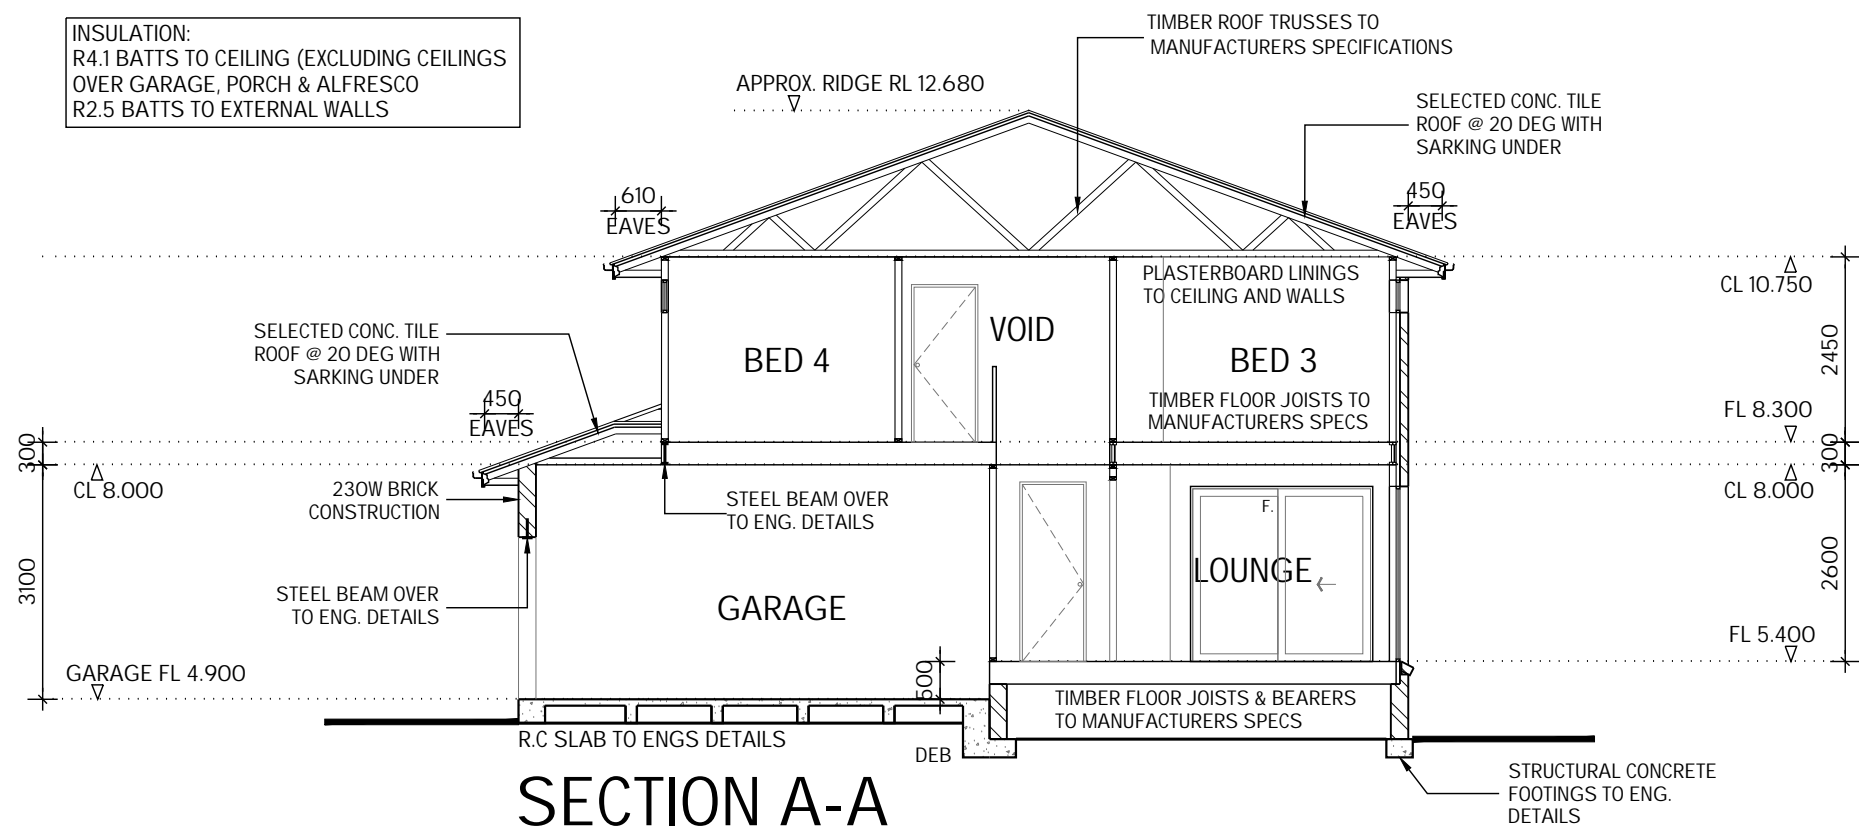 INSULATION:
R4.1 BATTS TO CEILING (EXCLUDING CEILINGS
OVER GARAGE, PORCH & ALFRESCO
R2.5 BATTS TO EXTERNAL WALLS
TIMBER ROOF TRUSSES TO
MANUFACTURERS SPECIFICATIONS
APPROX. RIDGE RL 12.680
SELECTED CONC. TILE
ROOF @ 20 DEG WITH
SARKING UNDER
610
EAVES
450
EAVES
PLASTERBOARD LININGS
TO CEILING AND WALLS
CL 10.750
SELECTED CONC. TILE
ROOF @ 20 DEG WITH
SARKING UNDER
VOID
BED 4
BED 3
2450
450
EAVES
TIMBER FLOOR JOISTS TO
MANUFACTURERS SPECS
FL 8.300
300
300
CL 8.000
CL 8.000
230W BRICK
CONSTRUCTION
STEEL BEAM OVER
TO ENG. DETAILS
F.
3100
LOUNGE
2600
STEEL BEAM OVER
TO ENG. DETAILS
GARAGE
FL 5.400
GARAGE FL 4.900
500
TIMBER FLOOR JOISTS & BEARERS
TO MANUFACTURERS SPECS
R.C SLAB TO ENGS DETAILS
DEB
STRUCTURAL CONCRETE
FOOTINGS TO ENG.
DETAILS
SECTION A-A